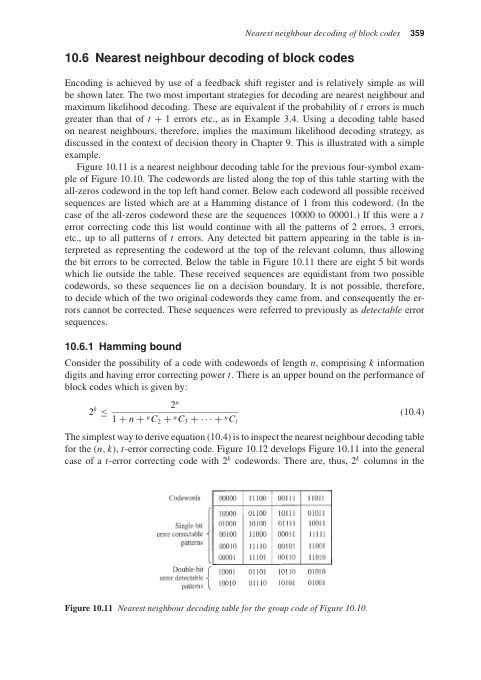 Nearest neighbour decoding of block codes 359
10.6 Nearest neighbour decoding of block codes
Encoding is achieved by use of a feedback shift register and is relatively simple as will
be shown later. The two most important strategies for decoding are nearest neighbour and
maximum likelihood decoding. These are equivalent if the probability of t errors is much
greater than that of t + 1 errors etc., as in Example 3.4. Using a decoding table based
on nearest neighbours, therefore, implies the maximum likelihood decoding strategy, as
discussed in the context of decision theory in Chapter 9. This is illustrated with a simple
example.
Figure 10.11 is a nearest neighbour decoding table for the previous four-symbol exam-
ple of Figure 10.10. The codewords are listed along the top of this table starting with the
all-zeros codeword in the top left hand corner. Below each codeword all possible received
sequences are listed which are at a Hamming distance of 1 from this codeword. (In the
case of the all-zeros codeword these are the sequences 10000 to 00001.) If this were a t
error correcting code this list would continue with all the patterns of 2 errors, 3 errors,
etc., up to all patterns of t errors. Any detected bit pattern appearing in the table is in-
terpreted as representing the codeword at the top of the relevant column, thus allowing
the bit errors to be corrected. Below the table in Figure 10.11 there are eight 5 bit words
which lie outside the table. These received sequences are equidistant from two possible
codewords, so these sequences lie on a decision boundary. It is not possible, therefore,
to decide which of the two original codewords they came from, and consequently the er-
rors cannot be corrected. These sequences were referred to previously as detectable error
sequences.
10.6.1 Hamming bound
Consider the possibility of a code with codewords of length n, comprising k information
digits and having error correcting power t. There is an upper bound on the performance of
block codes which is given by:
2^k ≤ 2^n / (1 + n + ^nC_2 + ^nC_3 + ··· + ^nC_t) (10.4)
The simplest way to derive equation (10.4) is to inspect the nearest neighbour decoding table
for the (n, k), t-error correcting code. Figure 10.12 develops Figure 10.11 into the general
case of a t-error correcting code with 2^k codewords. There are, thus, 2^k columns in the
Codewords 00000 11100 00111 11011
10000 01100 10111 01011
Single-bit 01000 10100 01111 10011
error correctable 00100 11000 00011 11111
patterns 00010 11110 00101 11001
00001 11101 00110 11010
Double-bit 10001 01101 10110 01010
error detectable
patterns 10010 01110 10101 01001
Figure 10.11 Nearest neighbour decoding table for the group code of Figure 10.10.